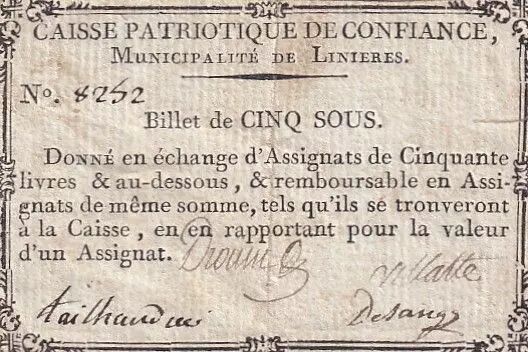 CAISSE PATRIOTIQUE DE CONFIANCE,
MUNICIPALITÉ DE LINIERES.
No. 8252
Billet de CINQ SOUS.
DONNÉ en échange d'Assignats de Cinquante
livres & au-dessous, & remboursable en Assi-
gnats de même somme, tels qu'ils se trouveront
à la Caisse, en en rapportant pour la valeur
d'un Assignat.